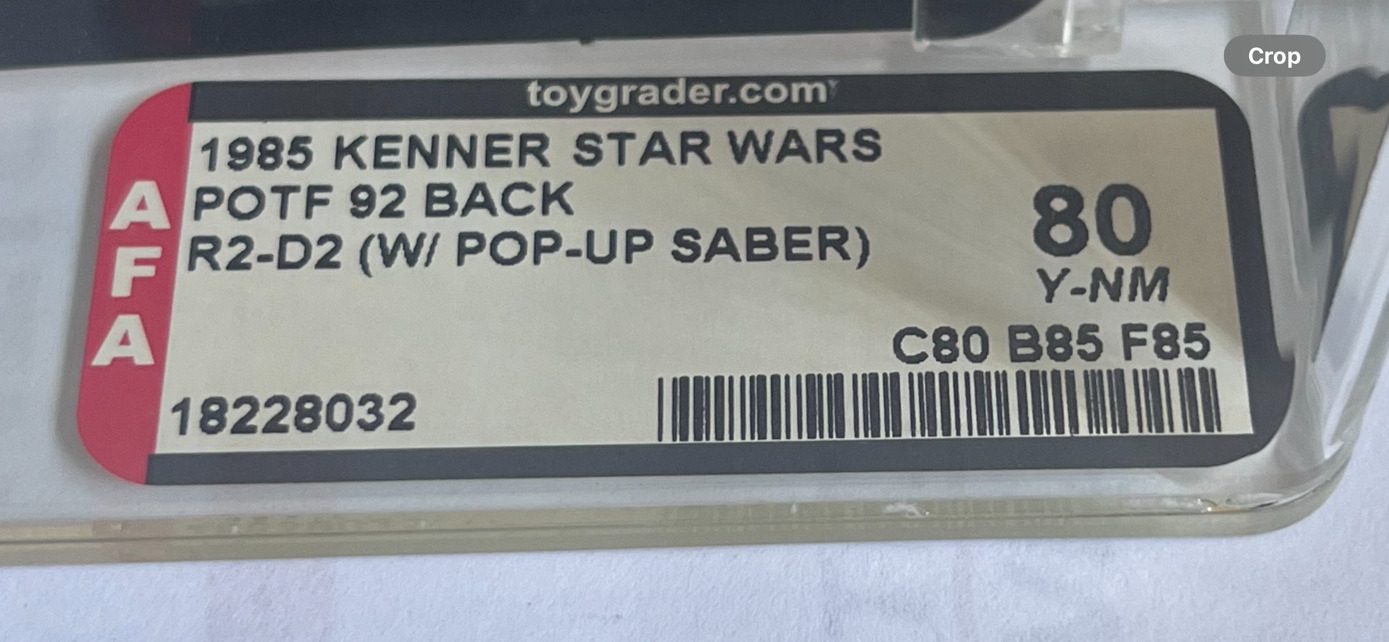 Crop
toygrader.com
1985 KENNER STAR WARS
POTF 92 BACK
R2-D2 (W/ POP-UP SABER)
80
Y-NM
C80 B85 F85
AFA
18228032